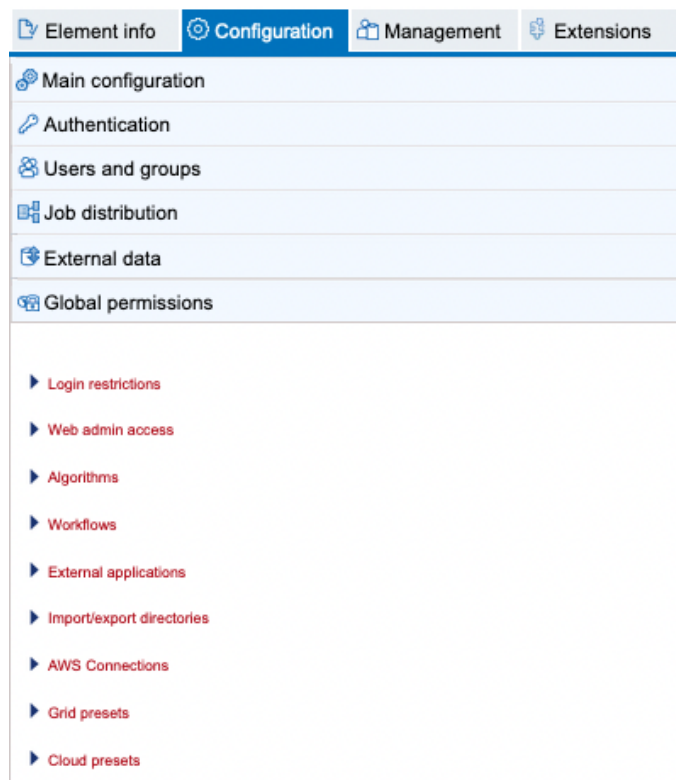 Element info
Configuration
Management
Extensions
Main configuration
Authentication
Users and groups
Job distribution
External data
Global permissions
Login restrictions
Web admin access
Algorithms
Workflows
External applications
Import/export directories
AWS Connections
Grid presets
Cloud presets